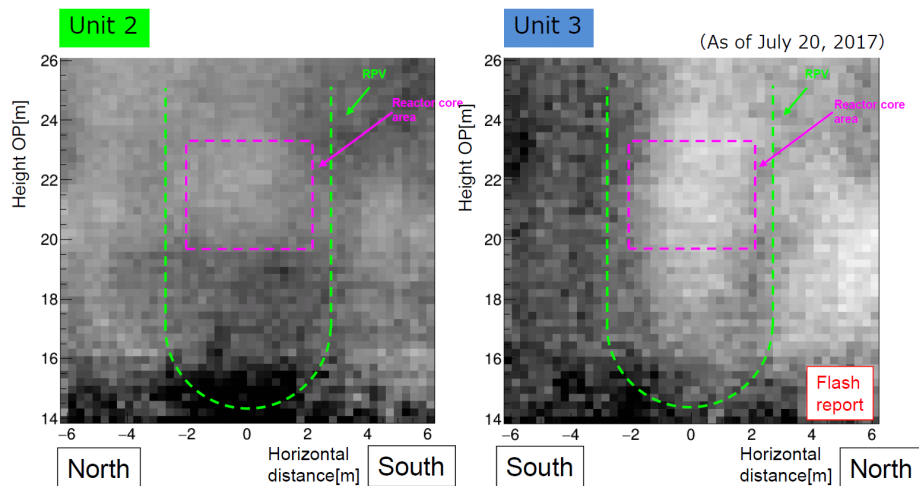 Unit 2
Unit 3
(As of July 20, 2017)
Height OP[m]
26
24
22
20
18
16
14
RPV
Reactor core
area
−6
−4
−2
0
2
4
6
North
Horizontal
distance[m]
South
Height OP[m]
26
24
22
20
18
16
14
RPV
Reactor core
area
Flash
report
−6
−4
−2
0
2
4
6
South
Horizontal
distance[m]
North